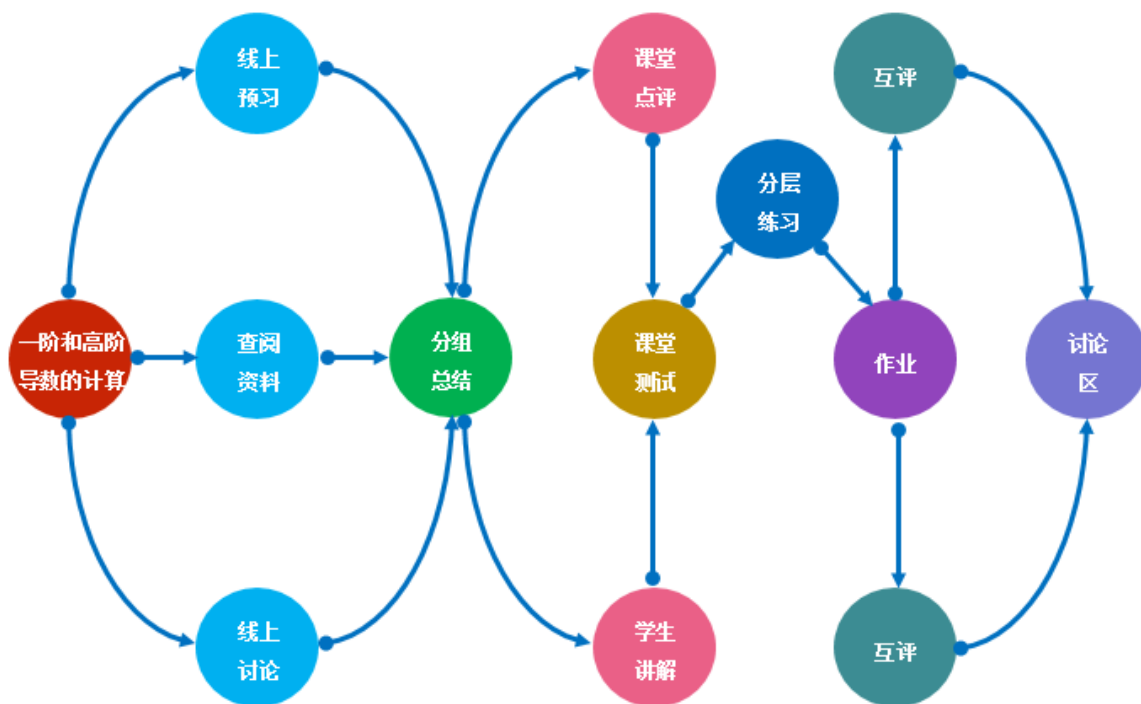 线上
预习
课堂
点评
互评
分层
练习
一阶和高阶
导数的计算
查阅
资料
分组
总结
课堂
测试
作业
讨论
区
线上
讨论
学生
讲解
互评